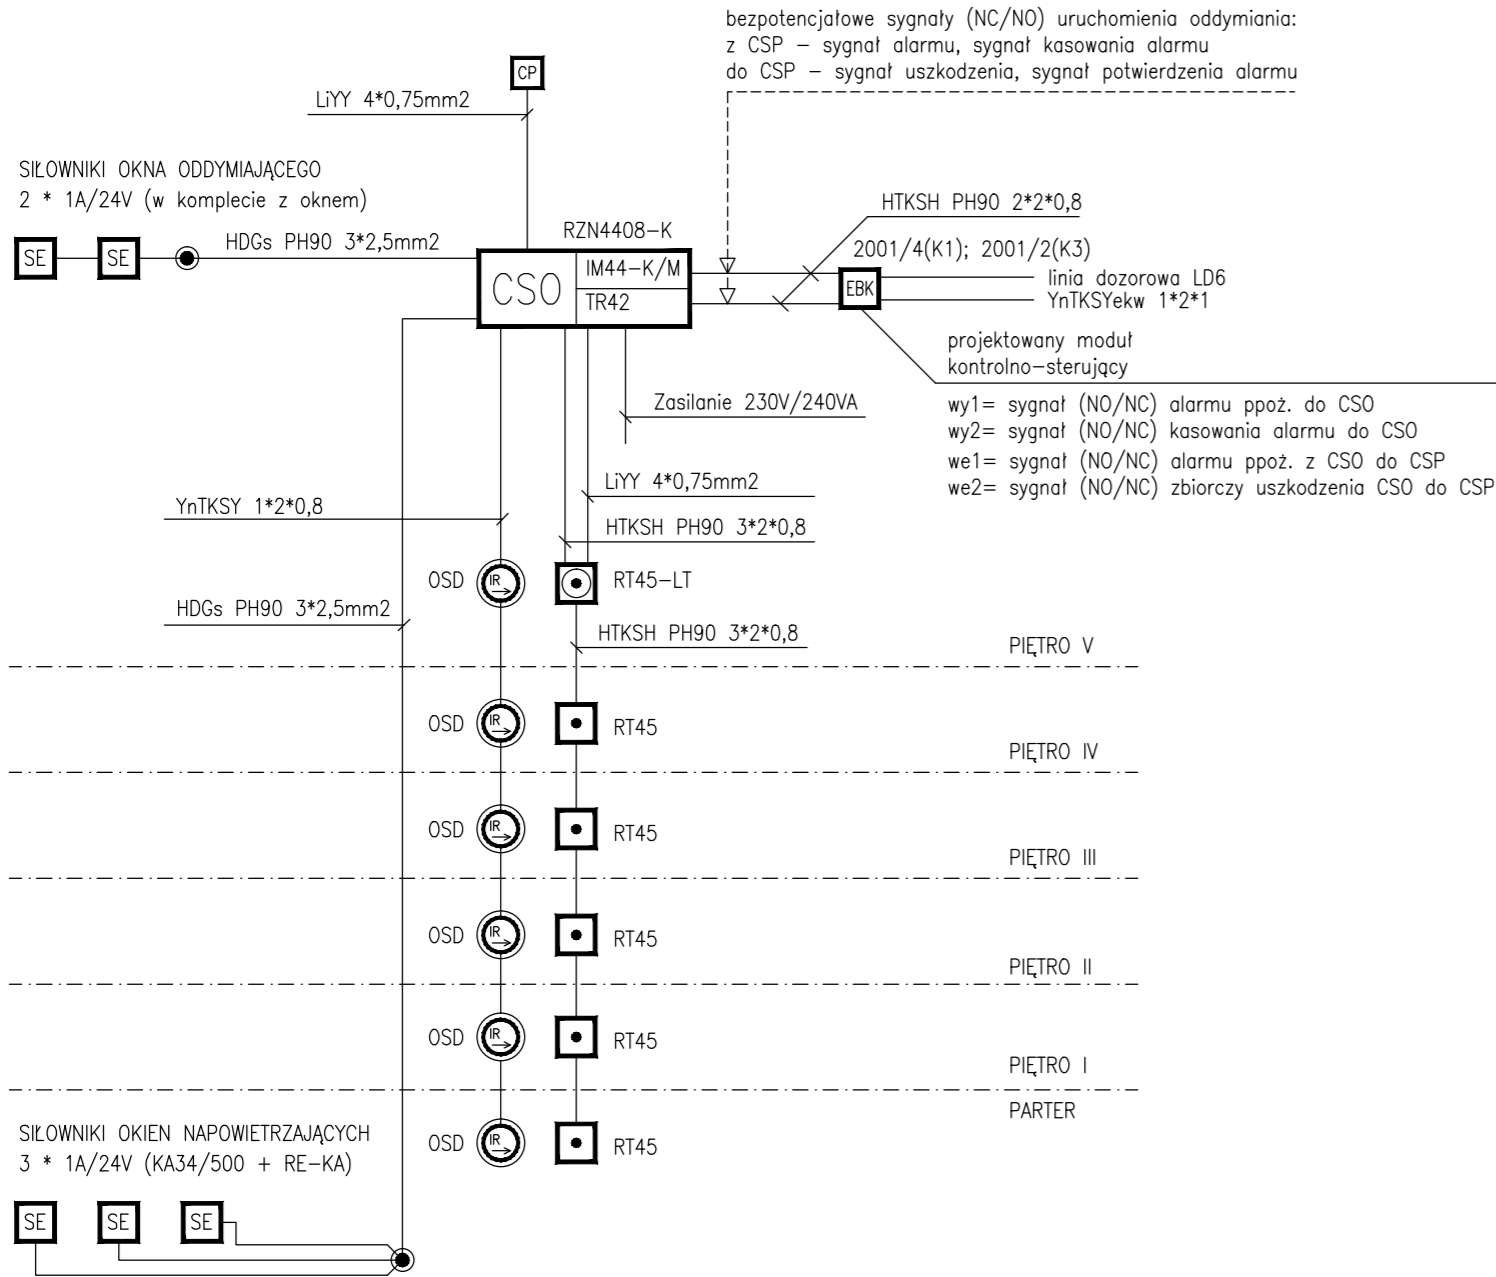 bezpotencjałowe sygnały (NC/NO) uruchomienia oddymiania:
z CSP – sygnał alarmu, sygnał kasowania alarmu
do CSP – sygnał uszkodzenia, sygnał potwierdzenia alarmu
CP
LiYY 4*0,75mm2
SIŁOWNIKI OKNA ODDYMIAJĄCEGO
2 * 1A/24V (w komplecie z oknem)
SE
SE
HDGs PH90 3*2,5mm2
RZN4408-K
CSO
IM44-K/M
TR42
HTKSH PH90 2*2*0,8
2001/4(K1); 2001/2(K3)
EBK
linia dozorowa LD6
YnTKSYekw 1*2*1
projektowany moduł
kontrolno-sterujący
wy1= sygnał (NO/NC) alarmu ppoż. do CSO
wy2= sygnał (NO/NC) kasowania alarmu do CSO
we1= sygnał (NO/NC) alarmu ppoż. z CSO do CSP
we2= sygnał (NO/NC) zbiorczy uszkodzenia CSO do CSP
Zasilanie 230V/240VA
LiYY 4*0,75mm2
YnTKSY 1*2*0,8
HTKSH PH90 3*2*0,8
OSD
IR
RT45-LT
HDGs PH90 3*2,5mm2
HTKSH PH90 3*2*0,8
PIĘTRO V
OSD
IR
RT45
PIĘTRO IV
OSD
IR
RT45
PIĘTRO III
OSD
IR
RT45
PIĘTRO II
OSD
IR
RT45
PIĘTRO I
PARTER
OSD
IR
RT45
SIŁOWNIKI OKIEN NAPOWIETRZAJĄCYCH
3 * 1A/24V (KA34/500 + RE-KA)
SE
SE
SE